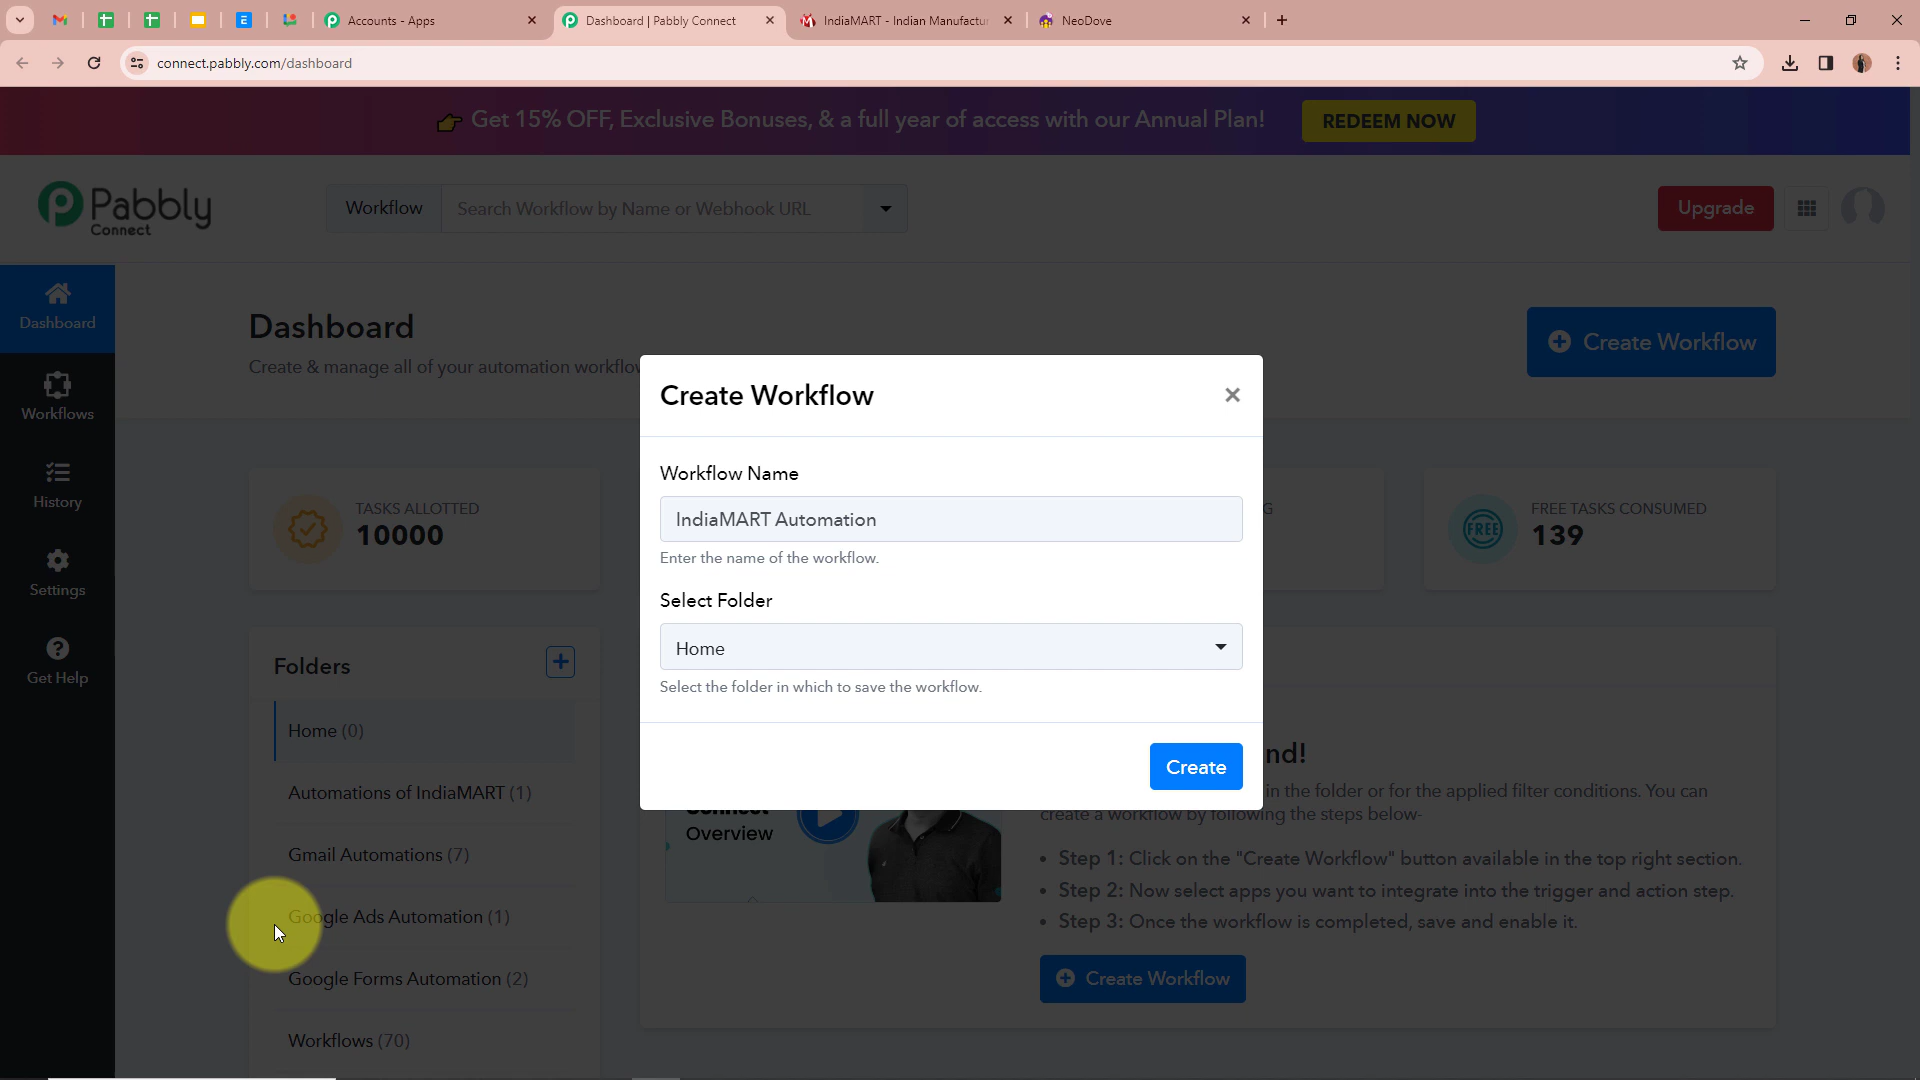 Accounts - Apps
Dashboard | Pabbly Connect
IndiaMART - Indian Manufactur
NeoDove
connect.pabbly.com/dashboard
Get 15% OFF, Exclusive Bonuses, & a full year of access with our Annual Plan!
REDEEM NOW
Pabbly
Connect
Workflow
Search Workflow by Name or Webhook URL
Upgrade
Dashboard
Workflows
History
Settings
Get Help
Dashboard
Create & manage all of your automation workflow
Create Workflow
TASKS ALLOTTED
10000
G
FREE TASKS CONSUMED
139
FREE
Folders
Home (0)
Automations of IndiaMART (1)
Gmail Automations (7)
Google Ads Automation (1)
Google Forms Automation (2)
Workflows (70)
Create Workflow
Workflow Name
IndiaMART Automation
Enter the name of the workflow.
Select Folder
Home
Select the folder in which to save the workflow.
Create
Connect
Overview
nd!
in the folder or for the applied filter conditions. You can
create a workflow by following the steps below-
• Step 1: Click on the "Create Workflow" button available in the top right section.
• Step 2: Now select apps you want to integrate into the trigger and action step.
• Step 3: Once the workflow is completed, save and enable it.
Create Workflow